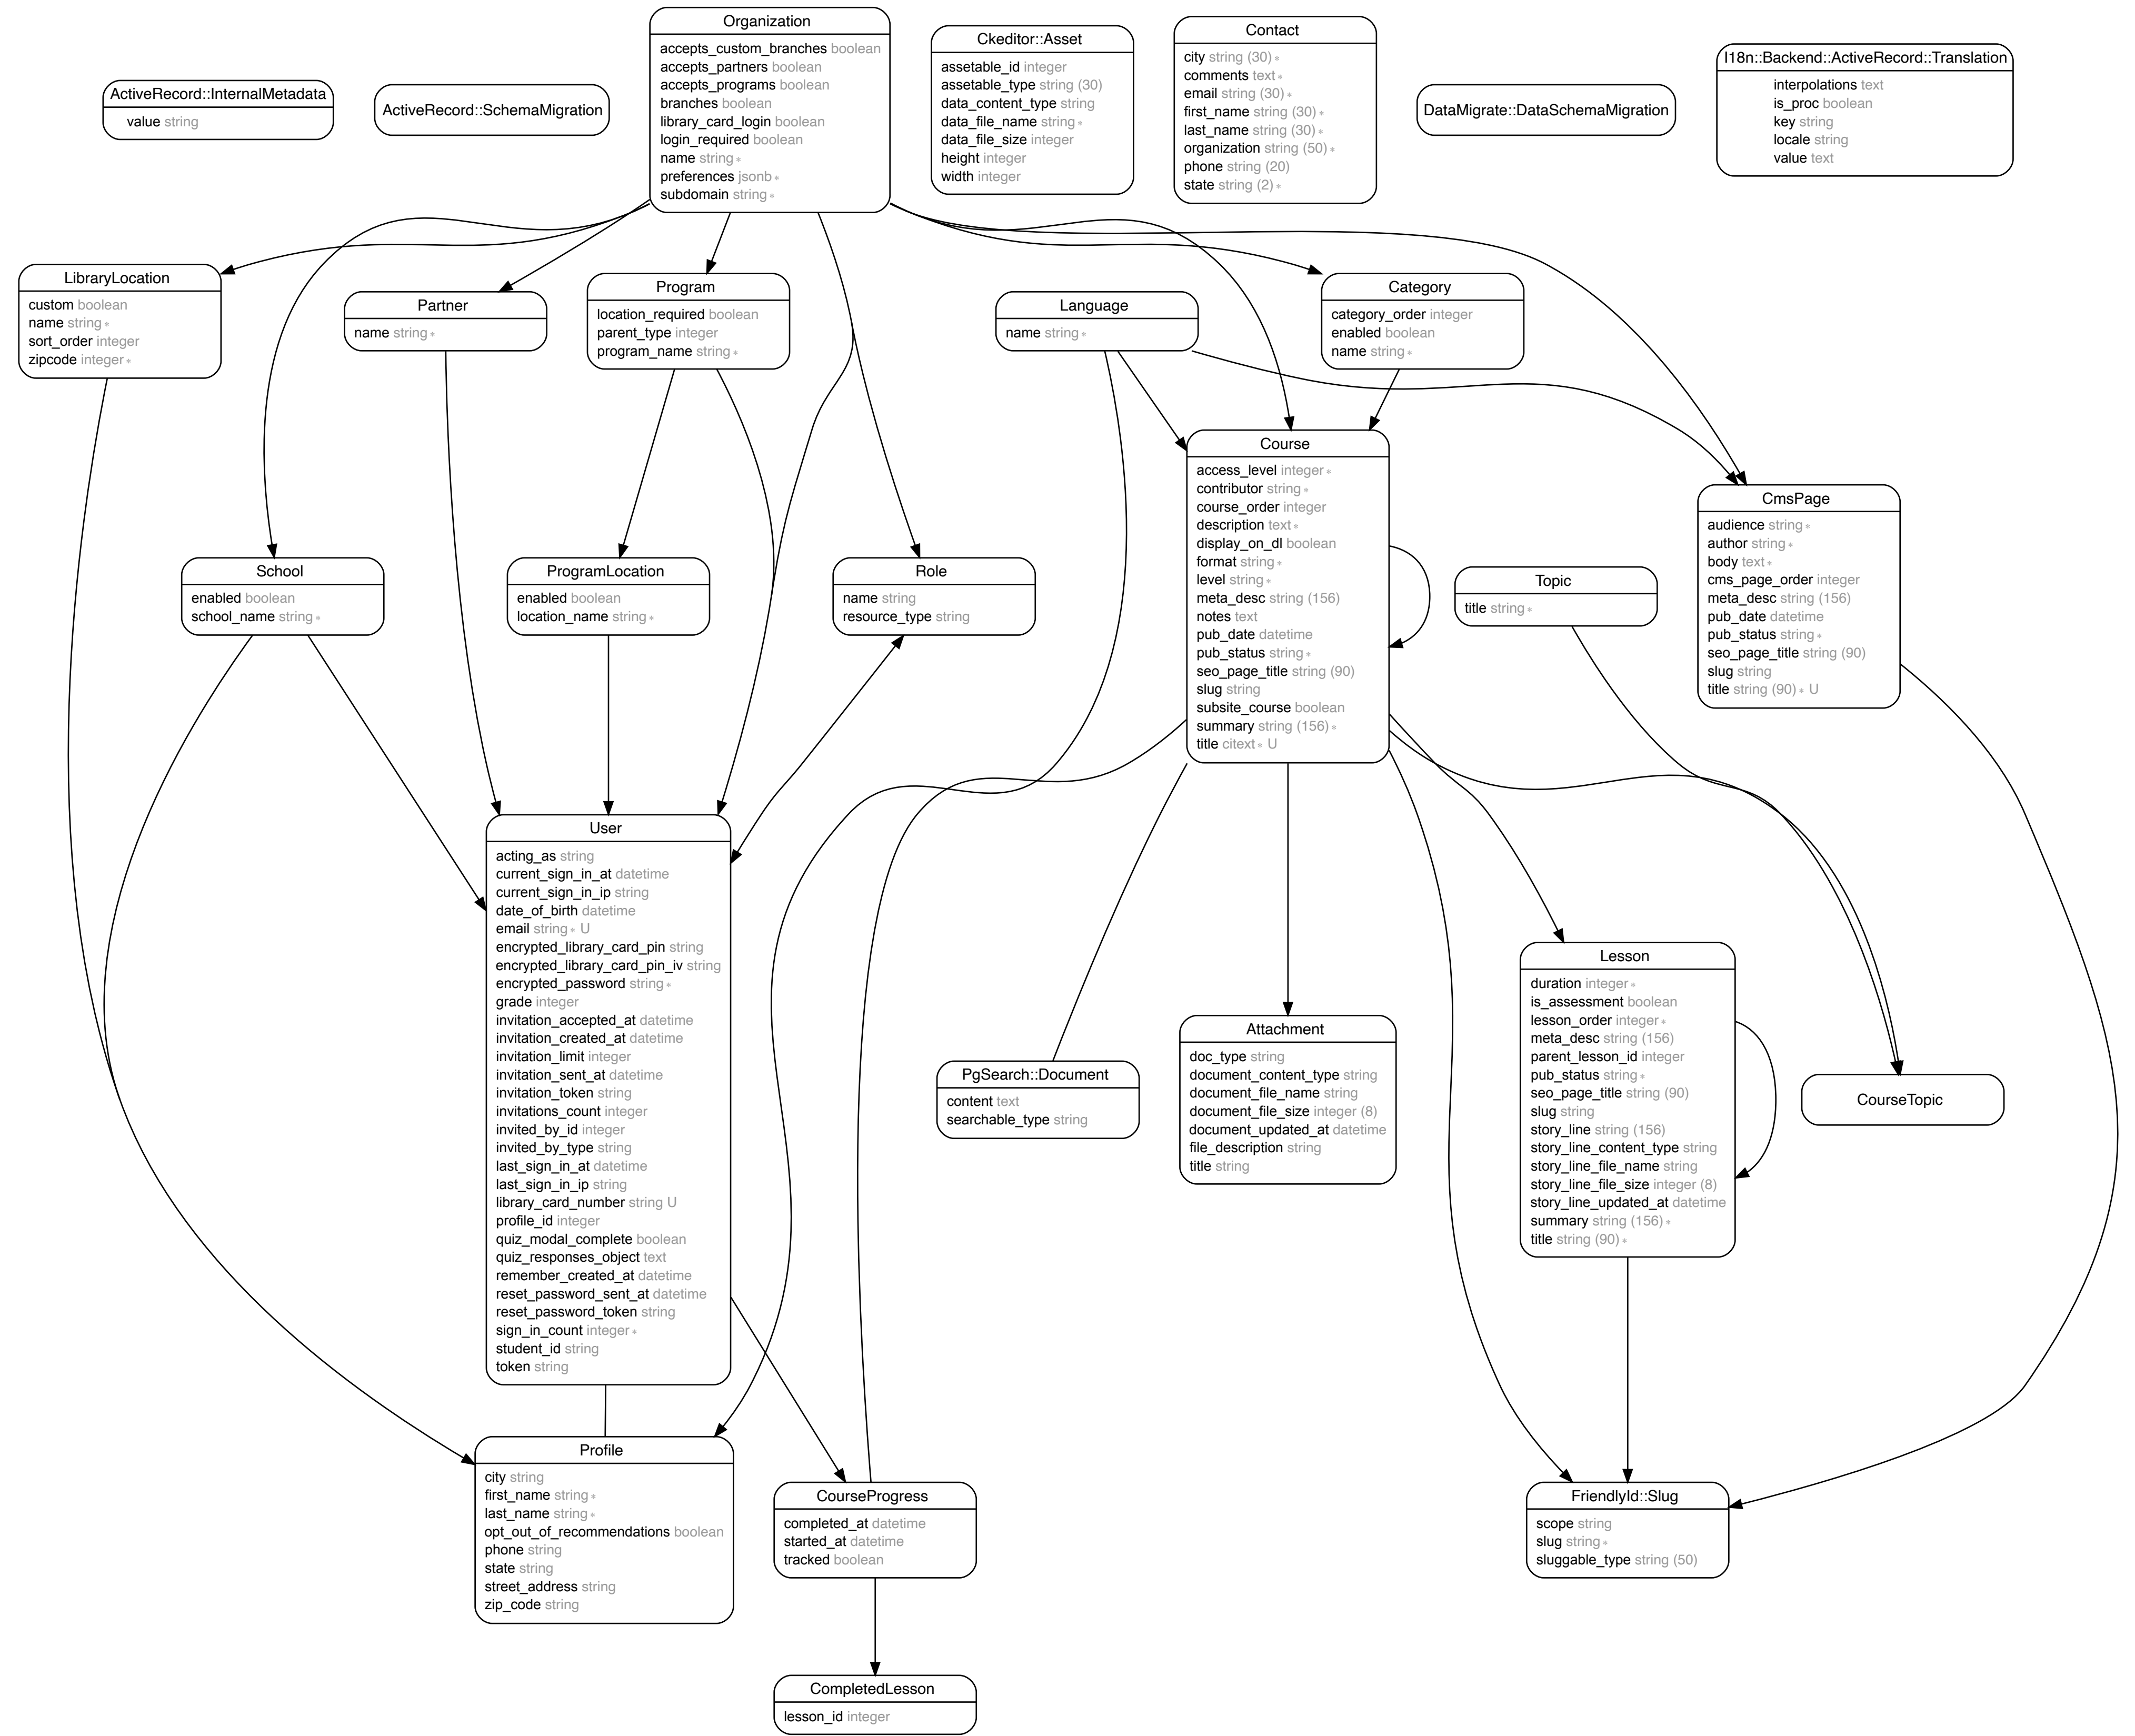 Organization
accepts_custom_branches boolean
accepts_partners boolean
accepts_programs boolean
branches boolean
library_card_login boolean
login_required boolean
name string *
preferences jsonb *
subdomain string *
Ckeditor::Asset
assetable_id integer
assetable_type string (30)
data_content_type string
data_file_name string *
data_file_size integer
height integer
width integer
Contact
city string (30) *
comments text *
email string (30) *
first_name string (30) *
last_name string (30) *
organization string (50) *
phone string (20)
state string (2) *
I18n::Backend::ActiveRecord::Translation
interpolations text
is_proc boolean
key string
locale string
value text
ActiveRecord::InternalMetadata
value string
ActiveRecord::SchemaMigration
DataMigrate::DataSchemaMigration
LibraryLocation
custom boolean
name string *
sort_order integer
zipcode integer *
Partner
name string *
Program
location_required boolean
parent_type integer
program_name string *
Language
name string *
Category
category_order integer
enabled boolean
name string *
Course
access_level integer *
contributor string *
course_order integer
description text *
display_on_dl boolean
format string *
level string *
meta_desc string (156)
notes text
pub_date datetime
pub_status string *
seo_page_title string (90)
slug string
subsite_course boolean
summary string (156) *
title citext * U
CmsPage
audience string *
author string *
body text *
cms_page_order integer
meta_desc string (156)
pub_date datetime
pub_status string *
seo_page_title string (90)
slug string
title string (90) * U
School
enabled boolean
school_name string *
ProgramLocation
enabled boolean
location_name string *
Role
name string
resource_type string
Topic
title string *
User
acting_as string
current_sign_in_at datetime
current_sign_in_ip string
date_of_birth datetime
email string * U
encrypted_library_card_pin string
encrypted_library_card_pin_iv string
encrypted_password string *
grade integer
invitation_accepted_at datetime
invitation_created_at datetime
invitation_limit integer
invitation_sent_at datetime
invitation_token string
invitations_count integer
invited_by_id integer
invited_by_type string
last_sign_in_at datetime
last_sign_in_ip string
library_card_number string U
profile_id integer
quiz_modal_complete boolean
quiz_responses_object text
remember_created_at datetime
reset_password_sent_at datetime
reset_password_token string
sign_in_count integer *
student_id string
token string
Lesson
duration integer *
is_assessment boolean
lesson_order integer *
meta_desc string (156)
parent_lesson_id integer
pub_status string *
seo_page_title string (90)
slug string
story_line string (156)
story_line_content_type string
story_line_file_name string
story_line_file_size integer (8)
story_line_updated_at datetime
summary string (156) *
title string (90) *
Attachment
doc_type string
document_content_type string
document_file_name string
document_file_size integer (8)
document_updated_at datetime
file_description string
title string
PgSearch::Document
content text
searchable_type string
CourseTopic
Profile
city string
first_name string *
last_name string *
opt_out_of_recommendations boolean
phone string
state string
street_address string
zip_code string
CourseProgress
completed_at datetime
started_at datetime
tracked boolean
FriendlyId::Slug
scope string
slug string *
sluggable_type string (50)
CompletedLesson
lesson_id integer